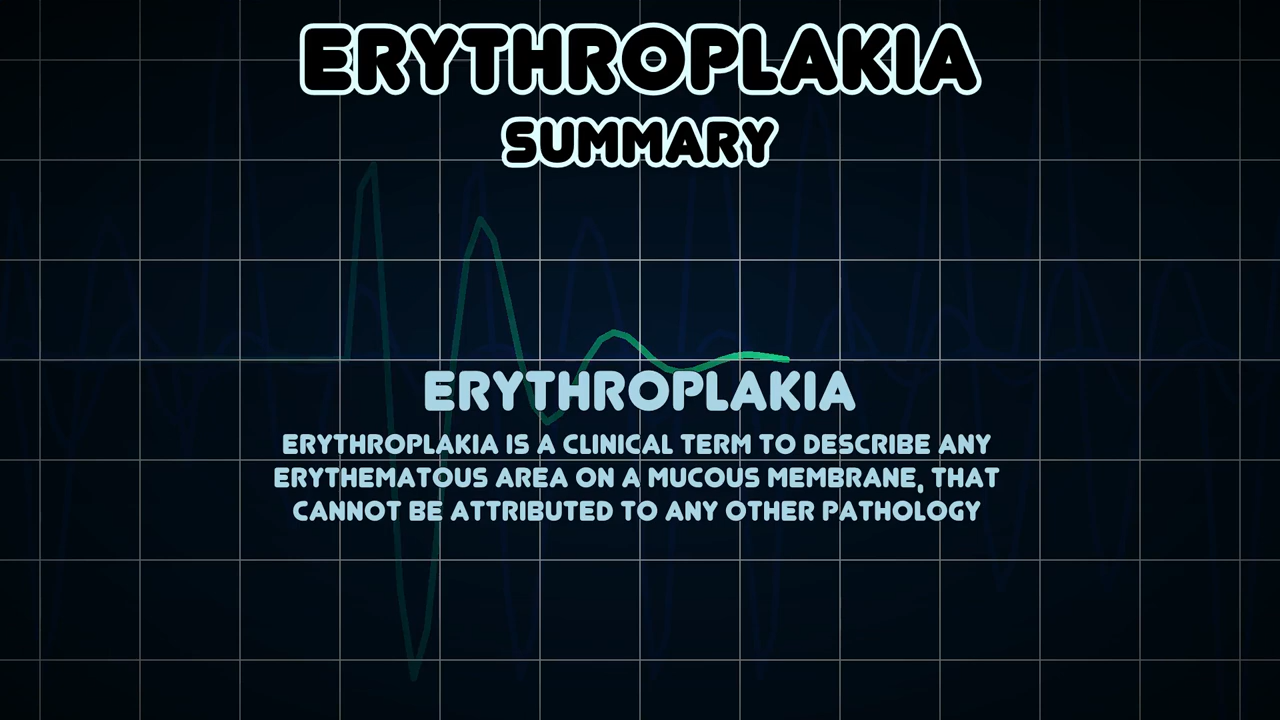 ERYTHROPLAKIA
SUMMARY
ERYTHROPLAKIA
ERYTHROPLAKIA IS A CLINICAL TERM TO DESCRIBE ANY
ERYTHEMATOUS AREA ON A MUCOUS MEMBRANE, THAT
CANNOT BE ATTRIBUTED TO ANY OTHER PATHOLOGY